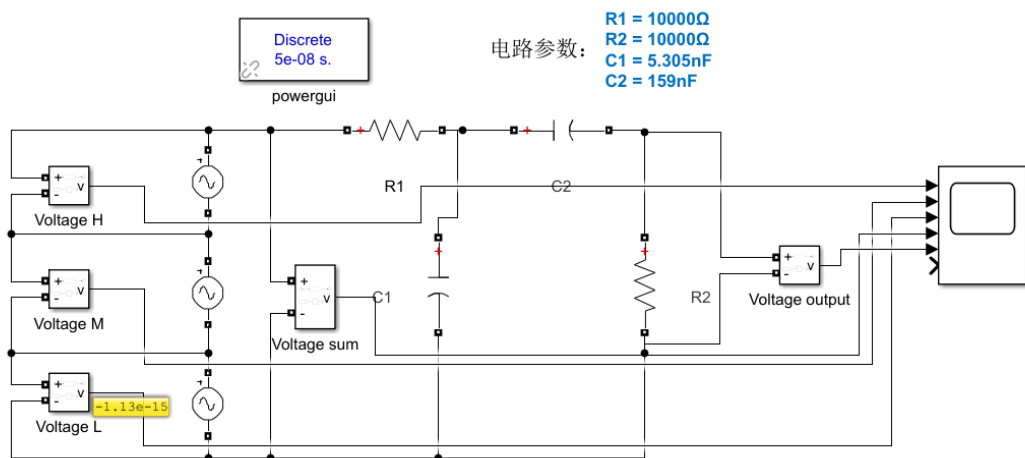 Discrete
5e-08 s.
powergui
电路参数：
R1 = 10000Ω
R2 = 10000Ω
C1 = 5.305nF
C2 = 159nF
R1
C2
Voltage H
Voltage M
Voltage L
-1.13e-15
C1
Voltage sum
R2
Voltage output
+
-
v
+
-
v
+
-
v
+
-
v
+
-
v